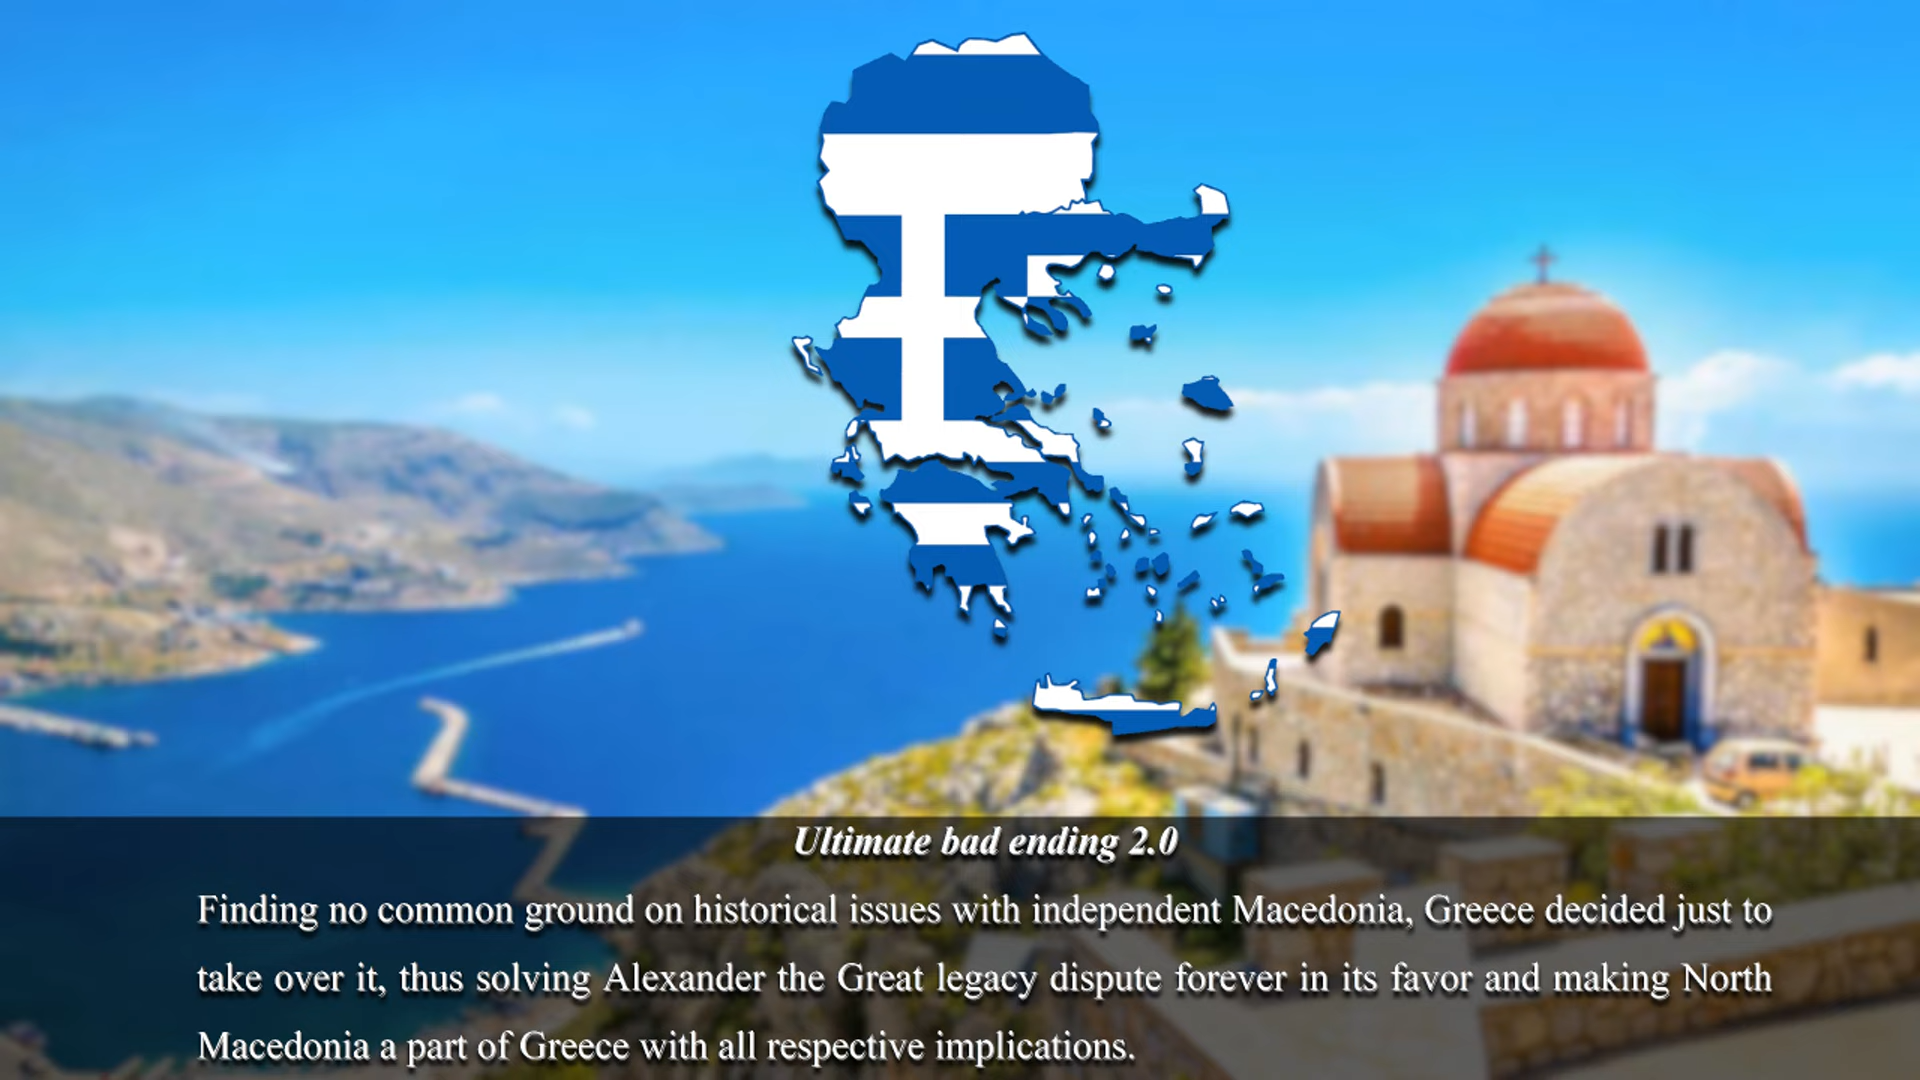 Ultimate bad ending 2.0
Finding no common ground on historical issues with independent Macedonia, Greece decided just to
take over it, thus solving Alexander the Great legacy dispute forever in its favor and making North
Macedonia a part of Greece with all respective implications.